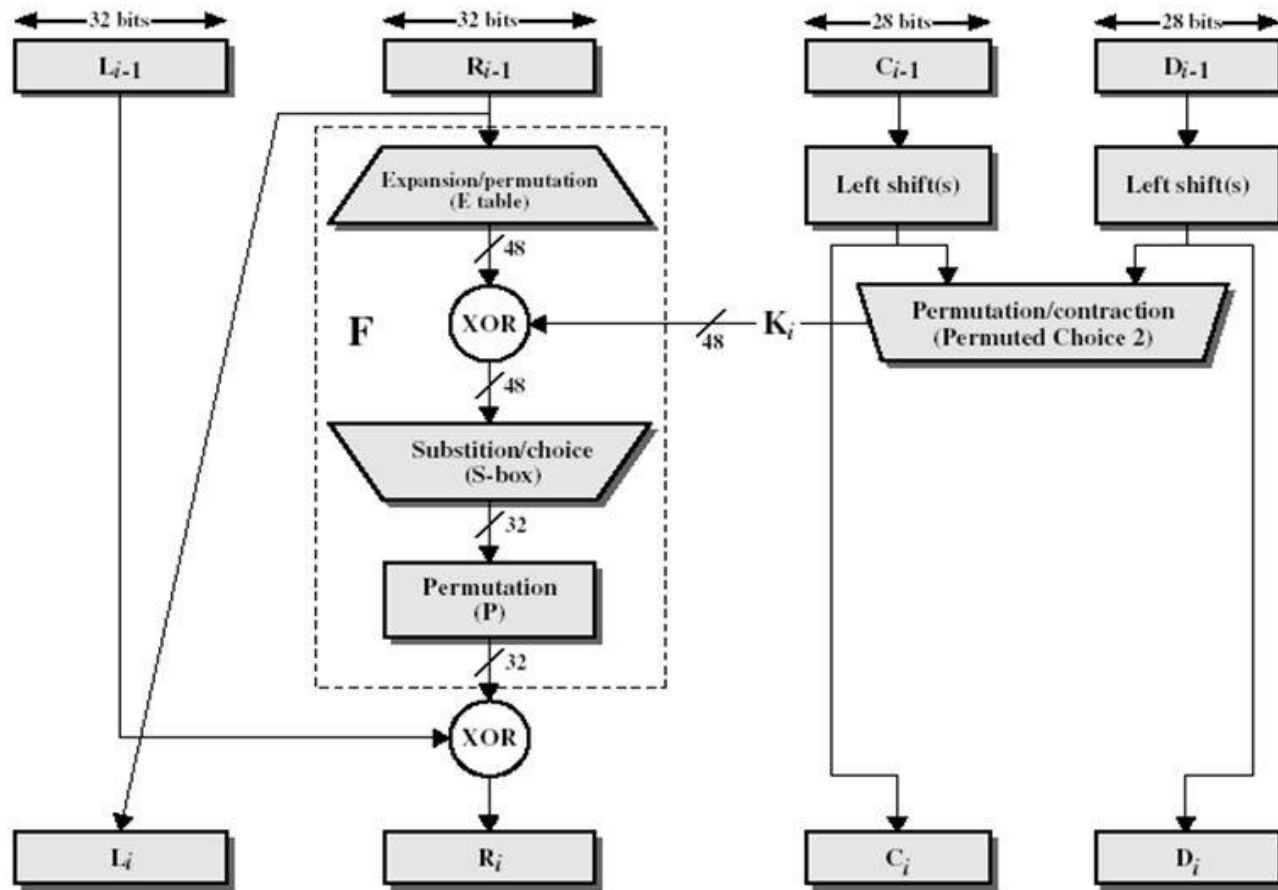 32 bits
32 bits
28 bits
28 bits
Li-1
Ri-1
Ci-1
Di-1
Expansion/permutation
(E table)
Left shift(s)
Left shift(s)
48
F
XOR
48
Ki
Permutation/contraction
(Permuted Choice 2)
48
Substition/choice
(S-box)
32
Permutation
(P)
32
XOR
Li
Ri
Ci
Di